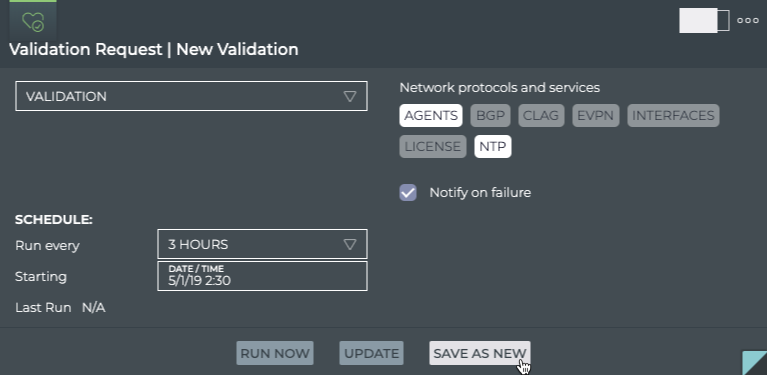 Validation Request | New Validation
VALIDATION
Network protocols and services
AGENTS BGP CLAG EVPN INTERFACES
LICENSE NTP
Notify on failure
SCHEDULE:
Run every 3 HOURS
Starting DATE / TIME 5/1/19 2:30
Last Run N/A
RUN NOW UPDATE SAVE AS NEW